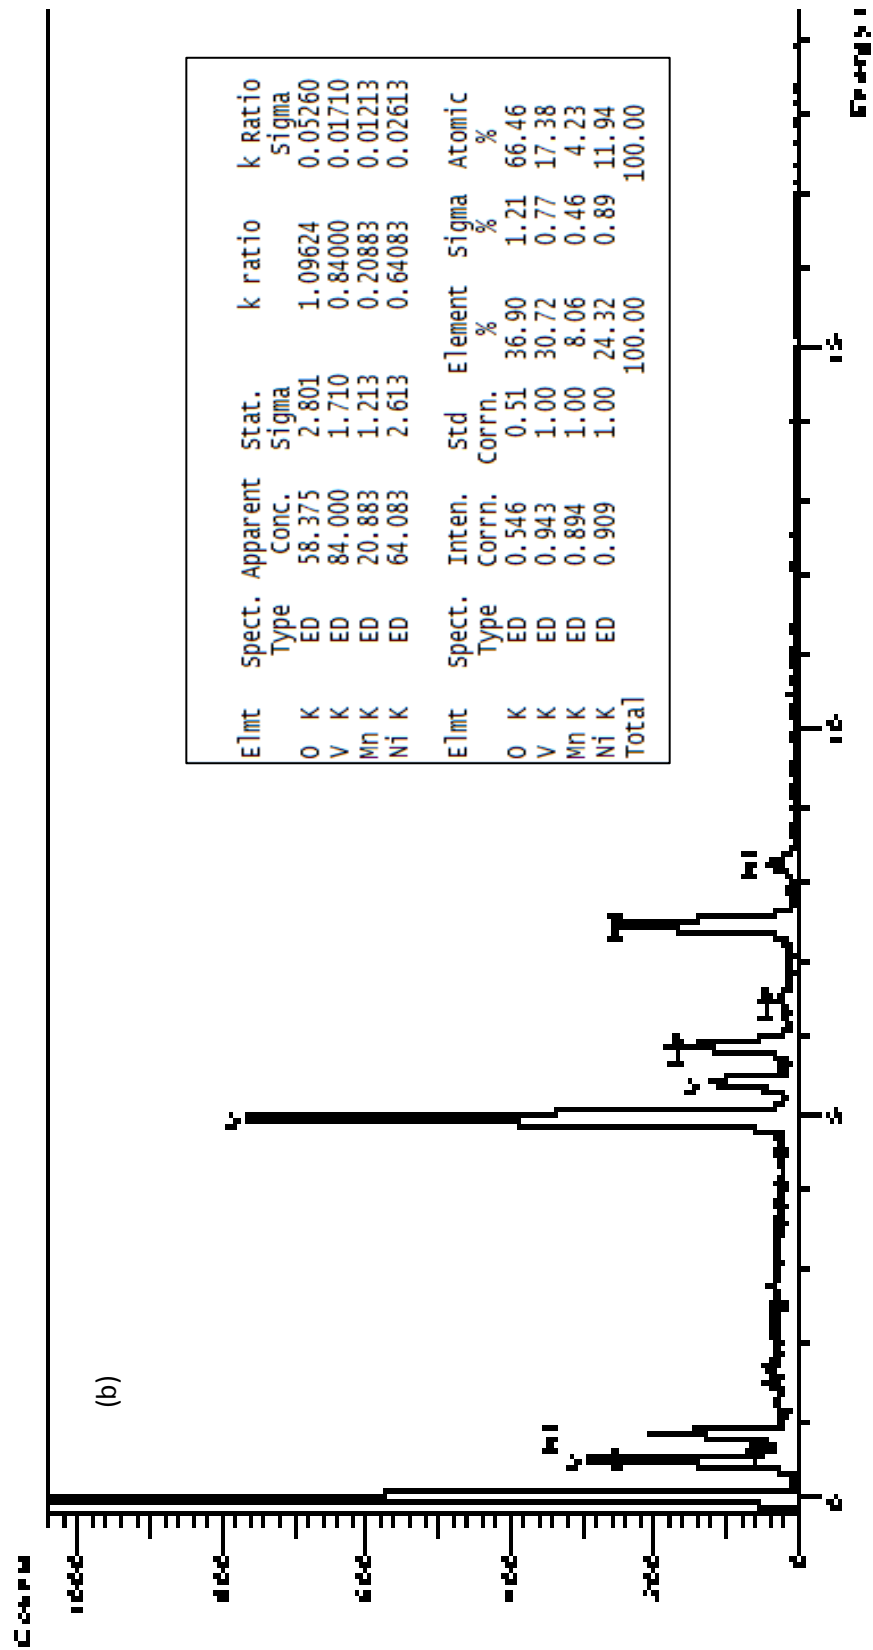 (b)
Elmt Spect. Apparent Stat. k ratio k Ratio
Type Conc. Sigma Sigma
O K ED 58.375 2.801 1.09624 0.05260
V K ED 84.000 1.710 0.84000 0.01710
Mn K ED 20.883 1.213 0.20883 0.01213
Ni K ED 64.083 2.613 0.64083 0.02613
Elmt Spect. Inten. Std Element Sigma Atomic
Type Corrn. Corrn. % % %
O K ED 0.546 0.51 36.90 1.21 66.46
V K ED 0.943 1.00 30.72 0.77 17.38
Mn K ED 0.894 1.00 8.06 0.46 4.23
Ni K ED 0.909 1.00 24.32 0.89 11.94
Total 100.00 100.00